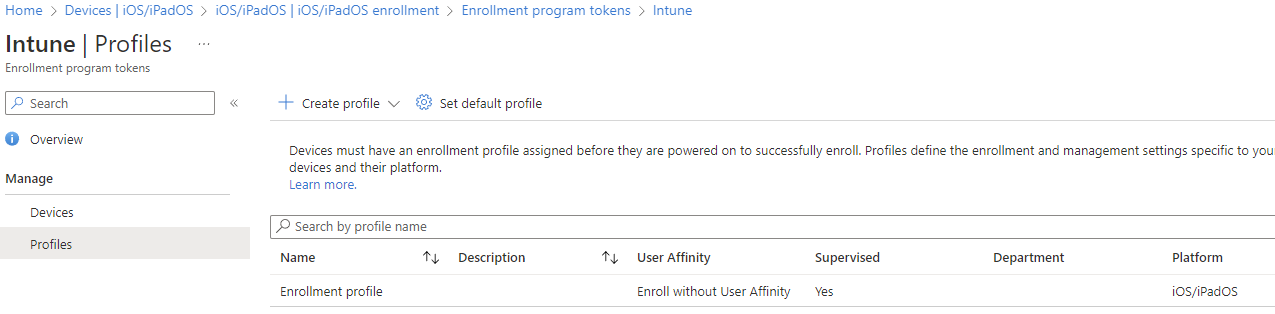 Home > Devices | iOS/iPadOS > iOS/iPadOS | iOS/iPadOS enrollment > Enrollment program tokens > Intune
Intune | Profiles ...
Enrollment program tokens
Search «
+ Create profile Set default profile
Overview
Devices must have an enrollment profile assigned before they are powered on to successfully enroll. Profiles define the enrollment and management settings specific to your
devices and their platform.
Learn more.
Manage
Devices
Profiles
Search by profile name
Name Description User Affinity Supervised Department Platform
Enrollment profile Enroll without User Affinity Yes iOS/iPadOS